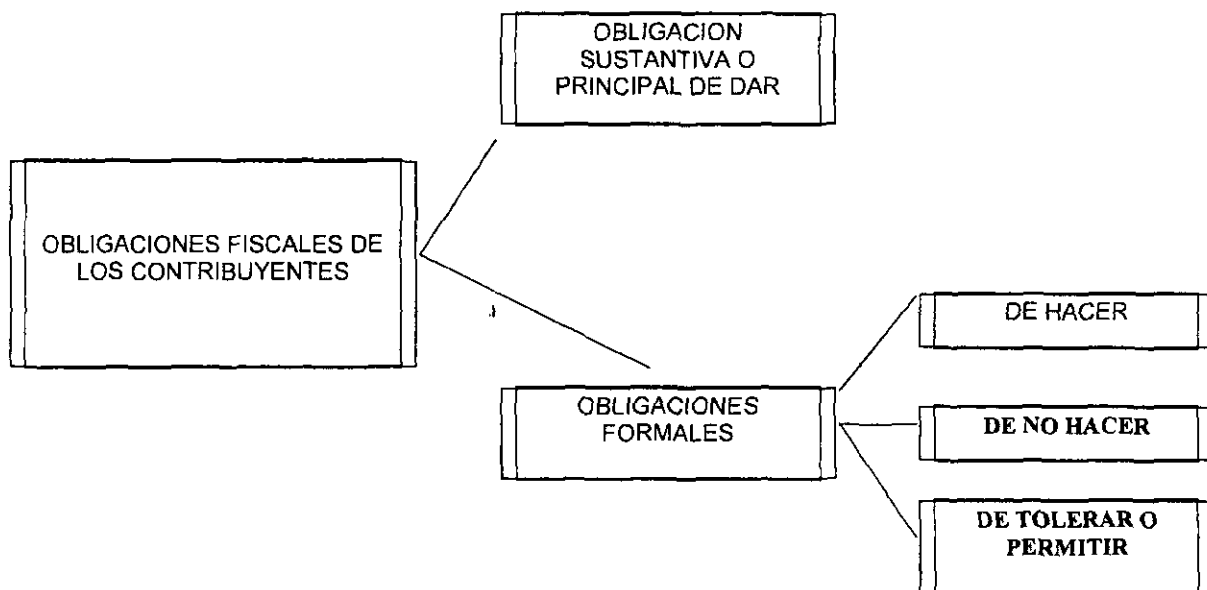 OBLIGACION
SUSTANTIVA O
PRINCIPAL DE DAR
OBLIGACIONES FISCALES DE
LOS CONTRIBUYENTES
OBLIGACIONES
FORMALES
DE HACER
DE NO HACER
DE TOLERAR O
PERMITIR